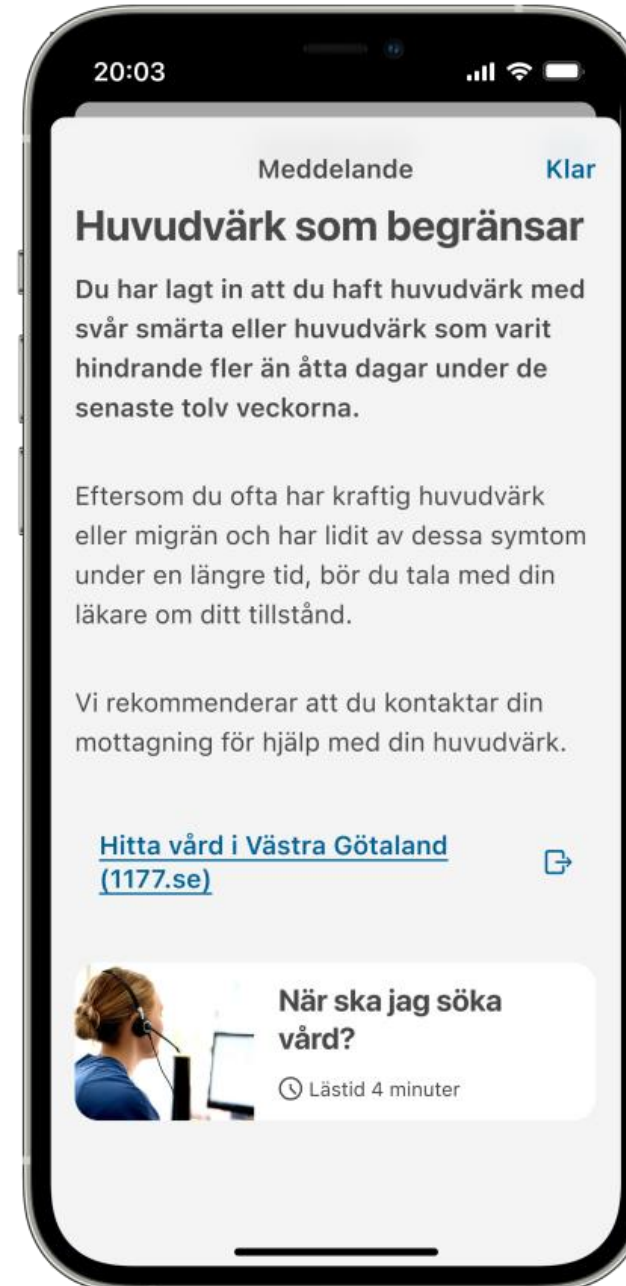 20:03
Meddelande
Klar
Huvudvärk som begränsar
Du har lagt in att du haft huvudvärk med
svår smärta eller huvudvärk som varit
hindrande fler än åtta dagar under de
senaste tolv veckorna.
Eftersom du ofta har kraftig huvudvärk
eller migrän och har lidit av dessa symtom
under en längre tid, bör du tala med din
läkare om ditt tillstånd.
Vi rekommenderar att du kontaktar din
mottagning för hjälp med din huvudvärk.
Hitta vård i Västra Götaland
(1177.se)
När ska jag söka
vård?
Lästid 4 minuter